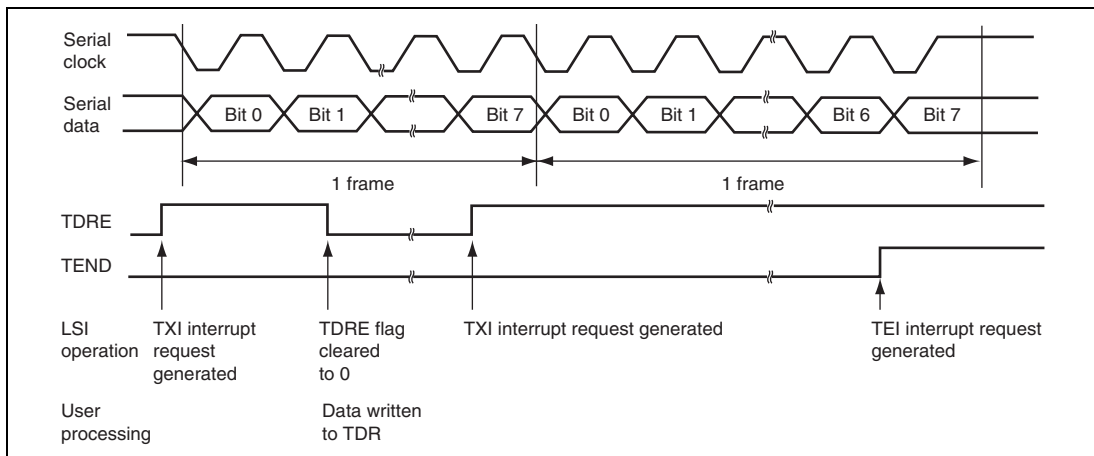 Serial
clock
Serial
data
Bit 0
Bit 1
Bit 7
Bit 0
Bit 1
Bit 6
Bit 7
1 frame
1 frame
TDRE
TEND
LSI
operation
TXI interrupt
request
generated
TDRE flag
cleared
to 0
TXI interrupt request generated
TEI interrupt request
generated
User
processing
Data written
to TDR